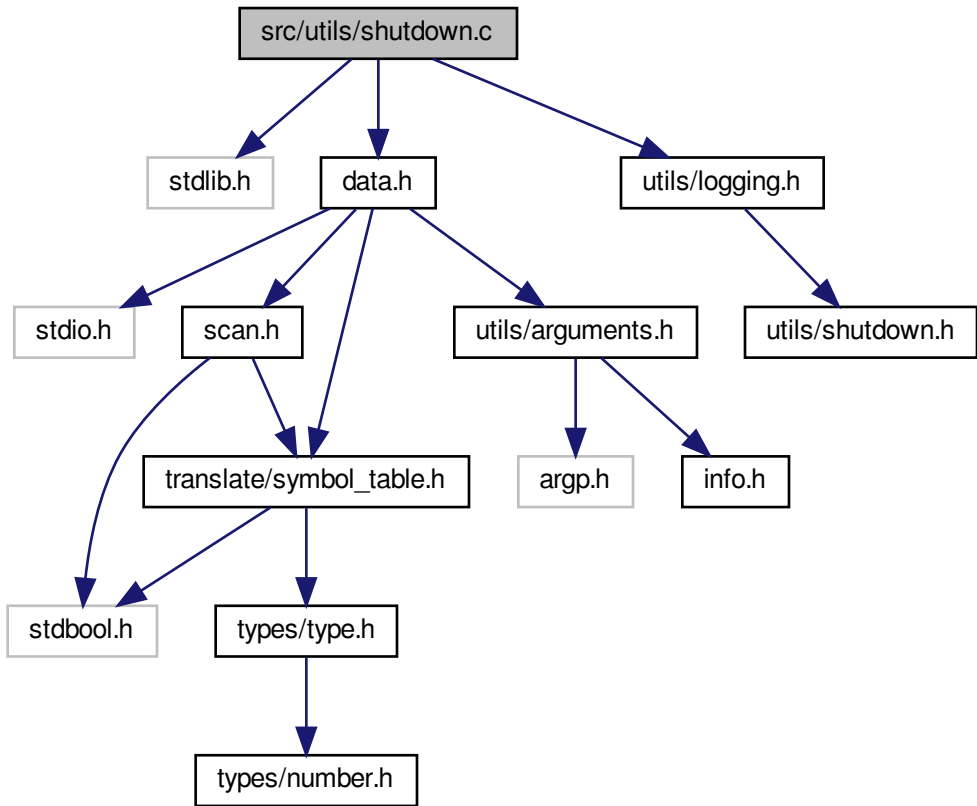 src/utils/shutdown.c
stdlib.h
data.h
utils/logging.h
stdio.h
scan.h
utils/arguments.h
utils/shutdown.h
translate/symbol_table.h
argp.h
info.h
stdbool.h
types/type.h
types/number.h